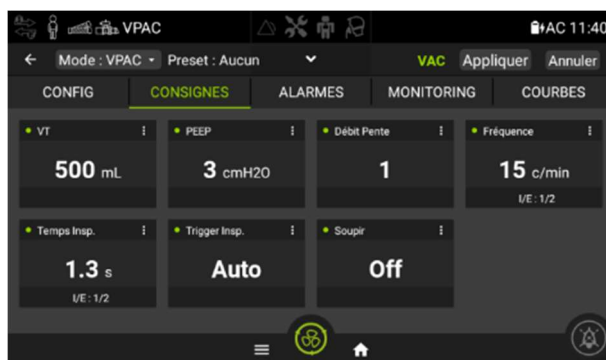 VPAC AC 11:40
Mode : VPAC Preset : Aucun VAC Appliquer Annuler
CONFIG CONSIGNES ALARMES MONITORING COURBES
VT PEEP Débit Pente Fréquence
500 mL 3 cmH2O 1 15 c/min
I/E : 1/2
Temps Insp. Trigger Insp. Soupir
1.3 s Auto Off
I/E : 1/2